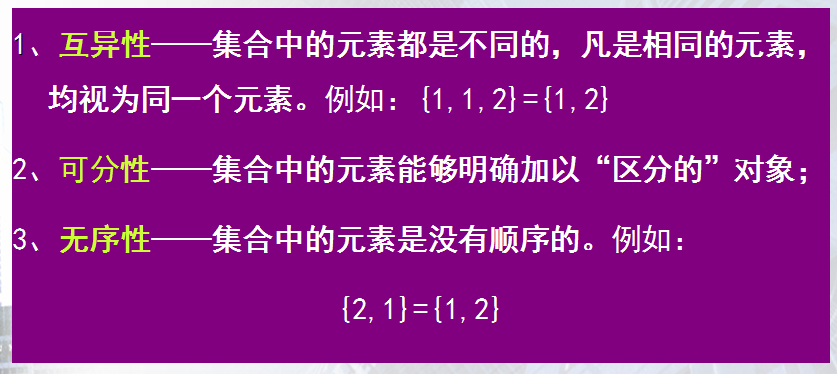 1、互异性——集合中的元素都是不同的，凡是相同的元素，
均视为同一个元素。例如：{1,1,2}={1,2}
2、可分性——集合中的元素能够明确加以“区分的”对象；
3、无序性——集合中的元素是没有顺序的。例如：
{2,1}={1,2}